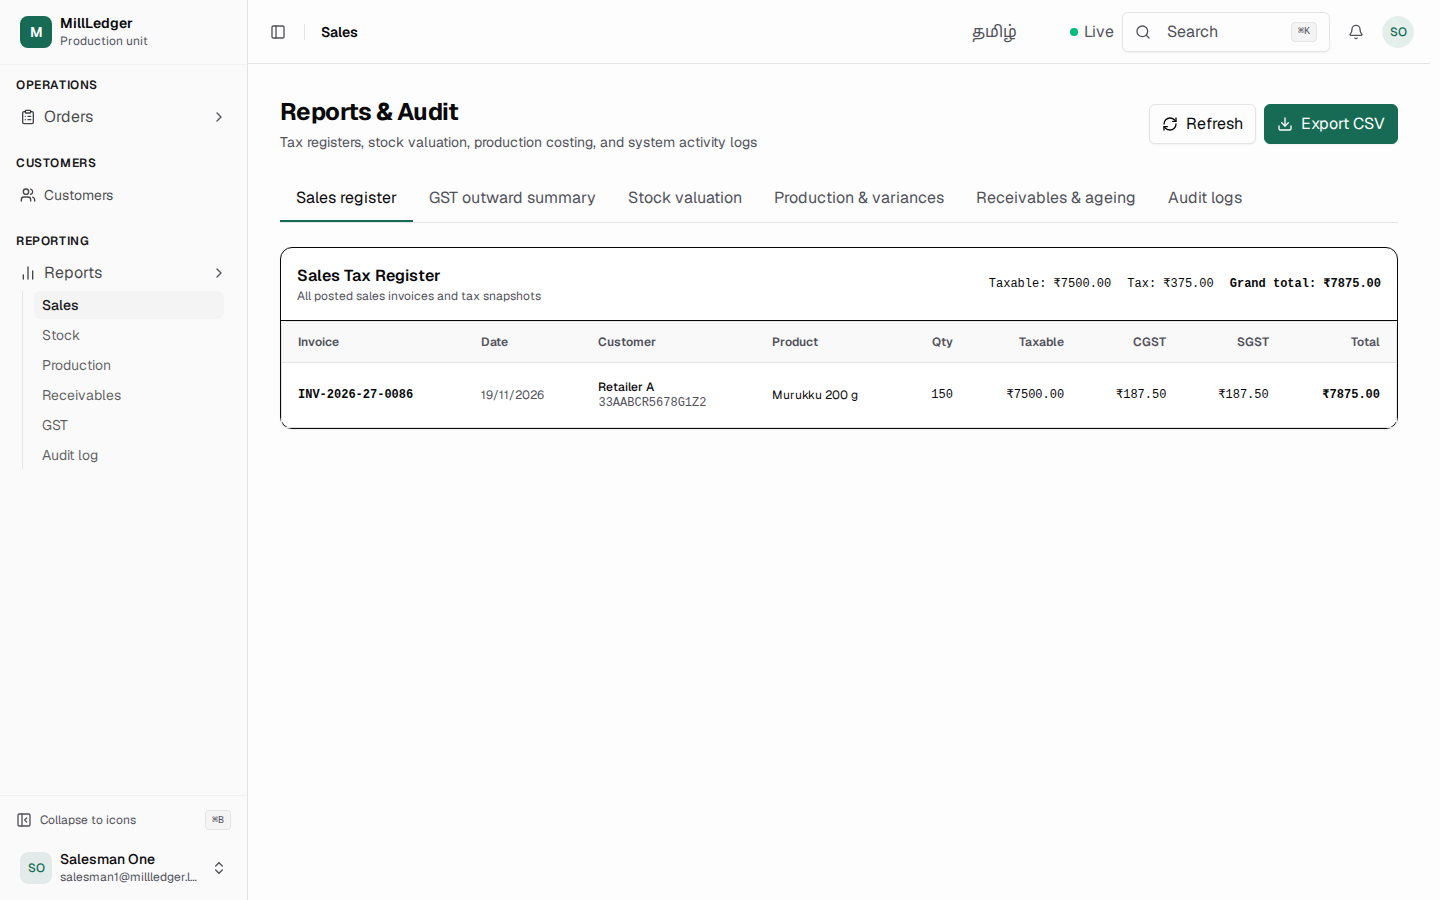 M
MillLedger
Production unit
OPERATIONS
Orders
CUSTOMERS
Customers
REPORTING
Reports
Sales
Stock
Production
Receivables
GST
Audit log
Collapse to icons ⌘B
SO
Salesman One
salesman1@millledger.l...
Sales
தமிழ்
Live
Search ⌘K
SO
Reports & Audit
Tax registers, stock valuation, production costing, and system activity logs
Refresh
Export CSV
Sales register GST outward summary Stock valuation Production & variances Receivables & ageing Audit logs
Sales Tax Register
All posted sales invoices and tax snapshots
Taxable: ₹7500.00 Tax: ₹375.00 Grand total: ₹7875.00
Invoice Date Customer Product Qty Taxable CGST SGST Total
INV-2026-27-0086 19/11/2026 Retailer A Murukku 200 g 150 ₹7500.00 ₹187.50 ₹187.50 ₹7875.00
33AABCR5678G1Z2